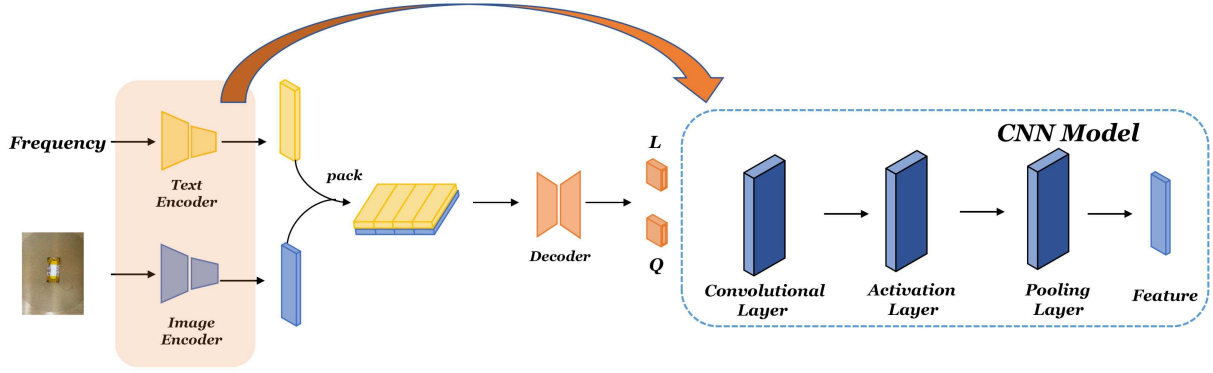 Frequency
Text
Encoder
Image
Encoder
pack
Decoder
L
Q
CNN Model
Convolutional
Layer
Activation
Layer
Pooling
Layer
Feature